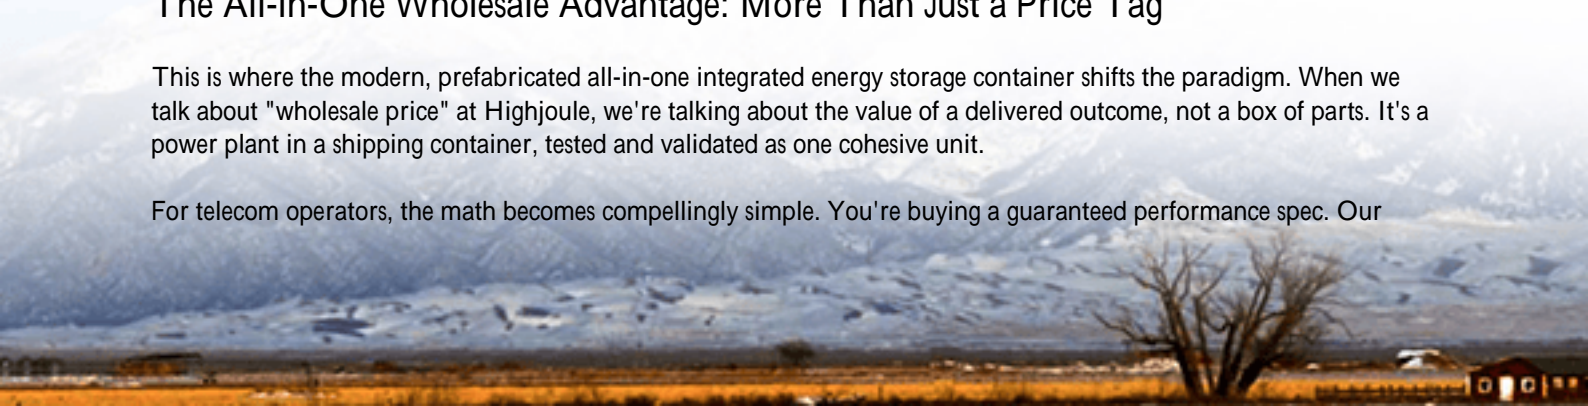 The All-in-One Wholesale Advantage: More Than Just a Price Tag
This is where the modern, prefabricated all-in-one integrated energy storage container shifts the paradigm. When we
talk about "wholesale price" at Highjoule, we're talking about the value of a delivered outcome, not a box of parts. It's a
power plant in a shipping container, tested and validated as one cohesive unit.
For telecom operators, the math becomes compellingly simple. You're buying a guaranteed performance spec. Our